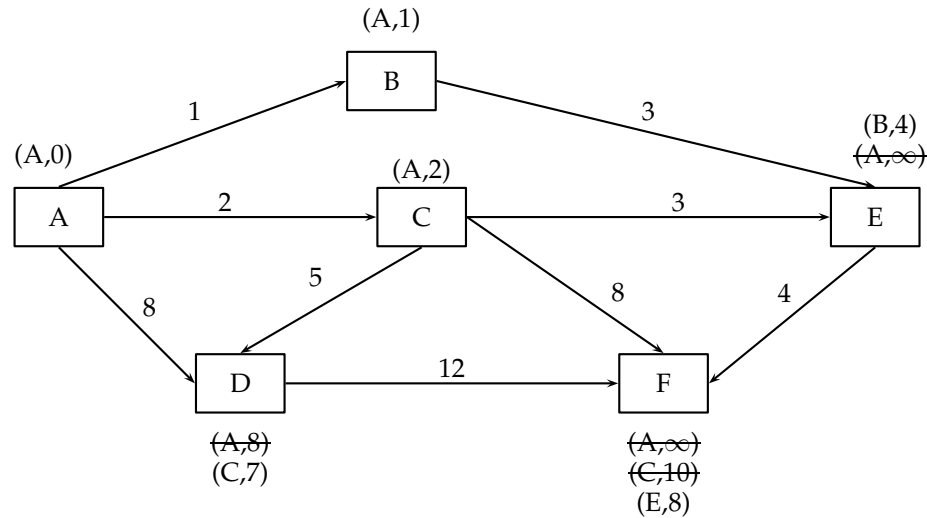 (A,1)
B
1
3
(B,4)
(A,0)
(A,∞)
(A,2)
A
2
C
3
E
5
8
8
4
D
12
F
(A,8)
(A,∞)
(C,7)
(C,10)
(E,8)